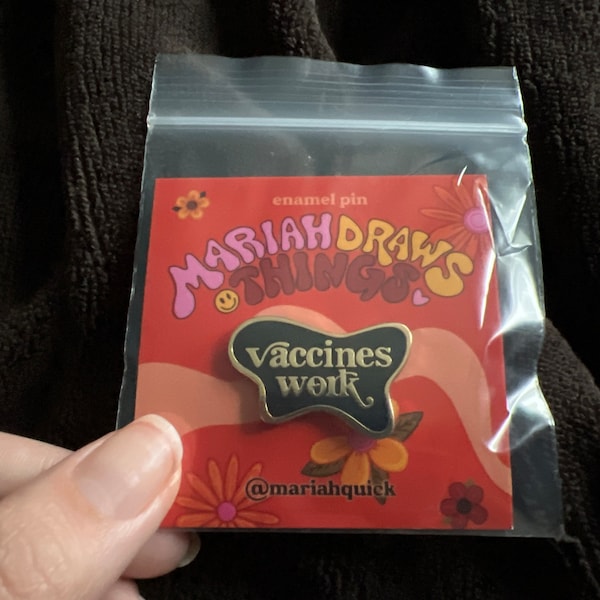 enamel pin
MARIAH DRAWS
THINGS
vaccines
work
@mariahquick